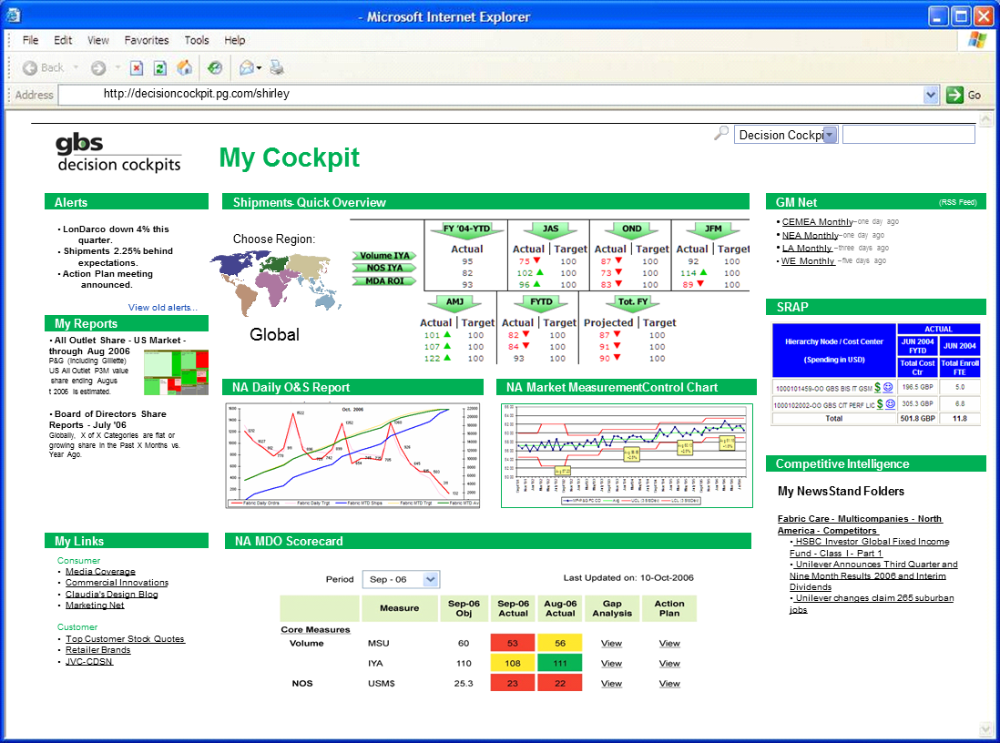 - Microsoft Internet Explorer
File Edit View Favorites Tools Help
Back
Address http://decisioncockpit.pg.com/shirley Go
gbs
decision cockpits
My Cockpit
Decision Cockpi
Alerts
• LonDarco down 4% this
quarter.
• Shipments 2.25% behind
expectations.
• Action Plan meeting
announced.
View old alerts...
My Reports
• All Outlet Share - US Market -
through Aug 2006
P&G (Including Gillette)
US All Outlet P3M value
share ending Augus
t 2006 is estimated.
• Board of Directors Share
Reports - July '06
Globally, X of X Categories are flat or
growing share in the Past X Months vs.
Year Ago.
My Links
Consumer
• Media Coverage
• Commercial Innovations
• Claudia's Design Blog
• Marketing Net
Customer
• Top Customer Stock Quotes
• Retailer Brands
• JVC-CDSN
Shipments- Quick Overview
Choose Region:
Global
FY '04-YTD JAS OND JFM
Actual Actual | Target Actual | Target Actual | Target
Volume IYA 95 75 100 87 100 92 100
NOS IYA 82 102 100 73 100 114 100
MDA ROI 93 96 100 83 100 89 100
AMJ FYTD Tot. FY
Actual | Target Actual | Target Projected | Target
101 100 82 100 87 100
107 100 84 100 91 100
122 100 93 100 90 100
NA Daily O&S Report
Oct. 2006
Fabric Daily Ordrs Fabric Daily Trgt Fabric MTD Shps Fabric MTD Trgt Fabric MTD Av
NA Market MeasurementControl Chart
NA MDO Scorecard
Period Sep - 06 Last Updated on: 10-Oct-2006
Measure Sep-06 Obj Sep-06 Actual Aug-06 Actual Gap Analysis Action Plan
Core Measures
Volume MSU 60 53 56 View View
IYA 110 108 111 View View
NOS USM$ 25.3 23 22 View View
GM Net (RSS Feed)
• CEMEA Monthly–one day ago
• NEA Monthly–one day ago
• LA Monthly –three days ago
• WE Monthly –five days ago
SRAP
Hierarchy Node / Cost Center
(Spending in USD)
ACTUAL
JUN 2004 FYTD JUN 2004
Total Cost Ctr Total Enroll FTE
1000101459-OO GBS BIS IT GSM $ 196.5 GBP 5.0
1000102002-OO GBS CIT PERF LIC $ 305.3 GBP 6.8
Total 501.8 GBP 11.8
Competitive Intelligence
My NewsStand Folders
Fabric Care - Multicompanies - North
America - Competitors
• HSBC Investor Global Fixed Income
Fund - Class I - Part 1
• Unilever Announces Third Quarter and
Nine Month Results 2006 and Interim
Dividends
• Unilever changes claim 265 suburban
jobs